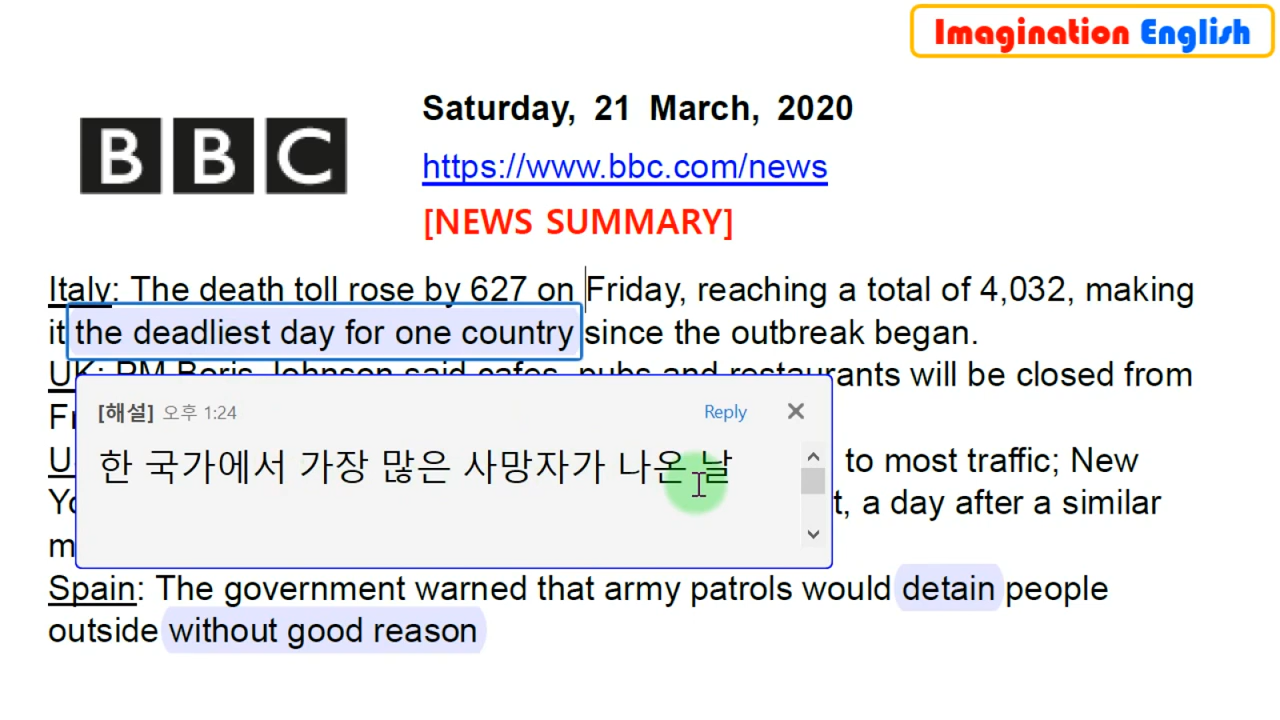 Imagination English
BBC
Saturday, 21 March, 2020
https://www.bbc.com/news
[NEWS SUMMARY]
Italy: The death toll rose by 627 on Friday, reaching a total of 4,032, making
it the deadliest day for one country since the outbreak began.
UK: PM Boris Johnson said cafes, pubs and restaurants will be closed from
[해설] 오후 1:24 Reply
한 국가에서 가장 많은 사망자가 나온 날
to most traffic; New
a day after a similar
Spain: The government warned that army patrols would detain people
outside without good reason